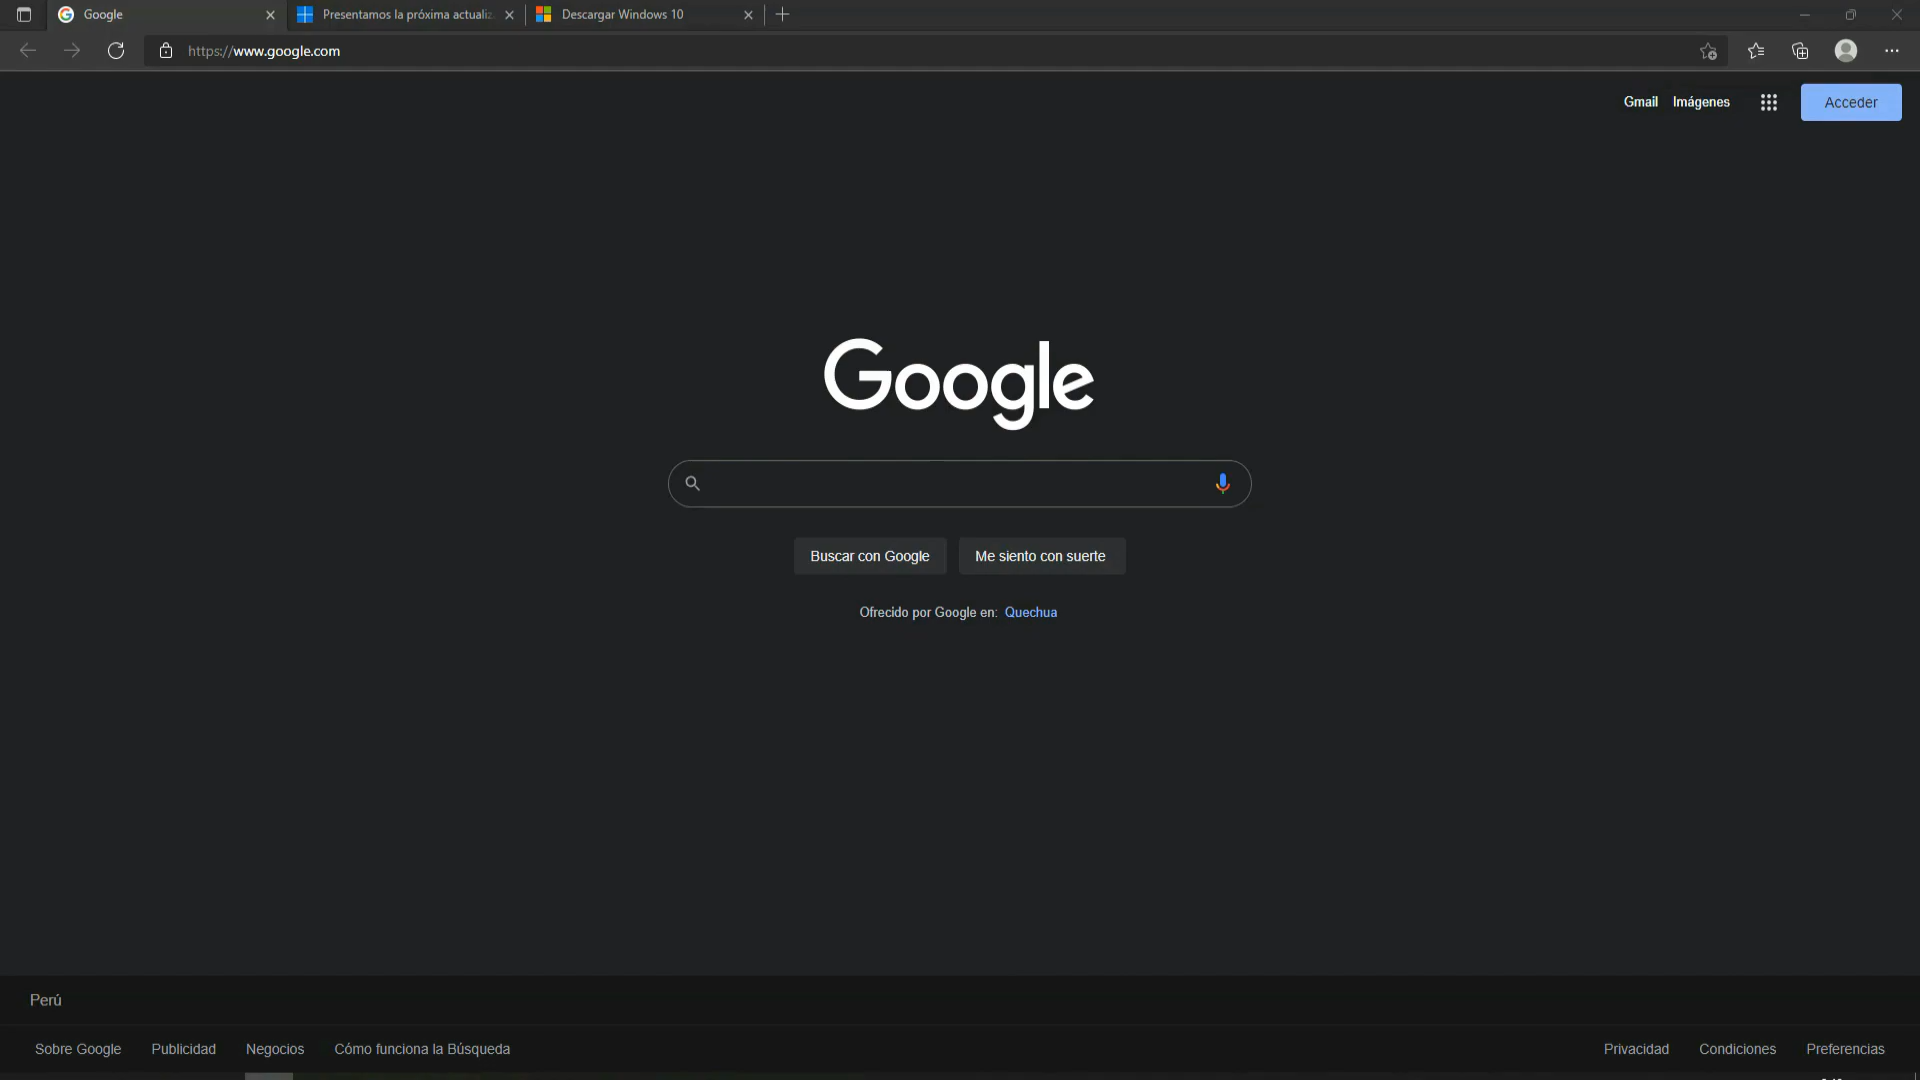 Google
Presentamos la próxima actualiz
Descargar Windows 10
https://www.google.com
Gmail Imágenes Acceder
Google
Buscar con Google Me siento con suerte
Ofrecido por Google en: Quechua
Perú
Sobre Google Publicidad Negocios Cómo funciona la Búsqueda Privacidad Condiciones Preferencias